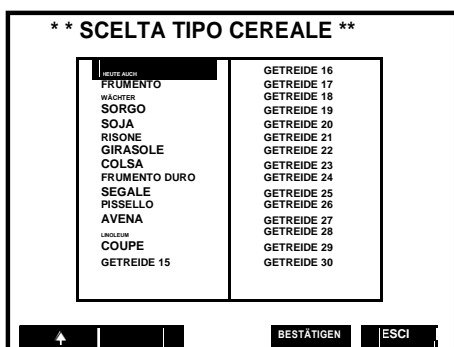 * * SCELTA TIPO CEREALE **
HEUTE AUCH
FRUMENTO
WÄCHTER
SORGO
SOJA
RISONE
GIRASOLE
COLSA
FRUMENTO DURO
SEGALE
PISSELLO
AVENA
LINOLEUM
COUPE
GETREIDE 15
GETREIDE 16
GETREIDE 17
GETREIDE 18
GETREIDE 19
GETREIDE 20
GETREIDE 21
GETREIDE 22
GETREIDE 23
GETREIDE 24
GETREIDE 25
GETREIDE 26
GETREIDE 27
GETREIDE 28
GETREIDE 29
GETREIDE 30
BESTÄTIGEN ESCI